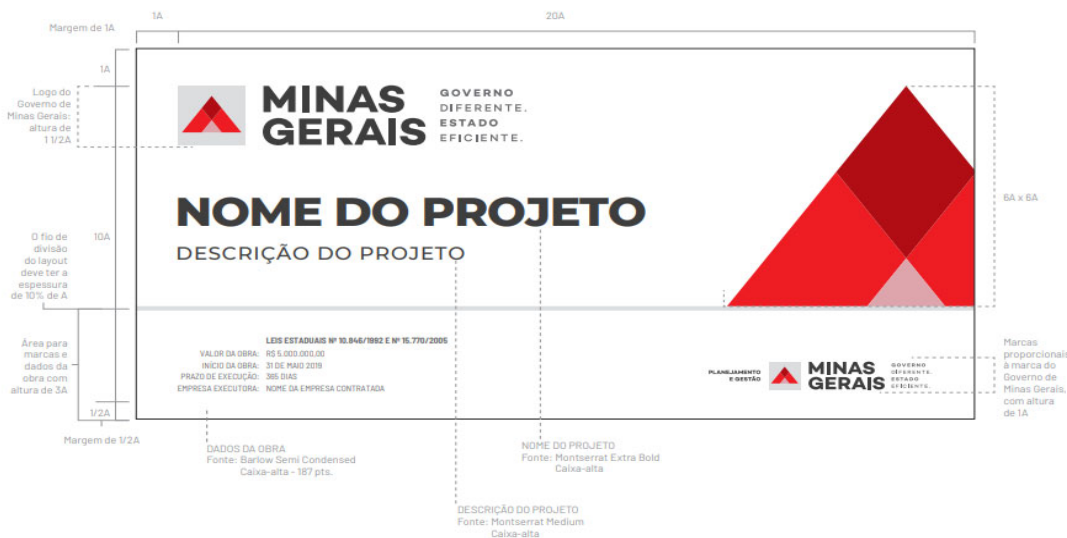 1A
20A
Margem de 1A
1A
Logo do
Governo de
Minas Gerais:
altura de
1 1/2A
MINAS
GERAIS
GOVERNO
DIFERENTE.
ESTADO
EFICIENTE.
NOME DO PROJETO
DESCRIÇÃO DO PROJETO
6A x 6A
10A
O fio de
divisão
do layout
deve ter a
espessura
de 10% de A
Área para
marcas e
dados da
obra com
altura de 3A
1/2A
Margem de 1/2A
LEIS ESTADUAIS Nº 10.846/1992 E Nº 15.770/2005
VALOR DA OBRA: R$ 5.000.000,00
INÍCIO DA OBRA: 31 DE MAIO 2019
PRAZO DE EXECUÇÃO: 365 DIAS
EMPRESA EXECUTORA: NOME DA EMPRESA CONTRATADA
PLANEJAMENTO
E GESTÃO
MINAS
GERAIS
GOVERNO
DIFERENTE.
ESTADO
EFICIENTE.
Marcas
proporcionais
à marca do
Governo de
Minas Gerais,
com altura
de 1A
DADOS DA OBRA
Fonte: Barlow Semi Condensed
Caixa-alta - 187 pts.
NOME DO PROJETO
Fonte: Montserrat Extra Bold
Caixa-alta
DESCRIÇÃO DO PROJETO
Fonte: Montserrat Medium
Caixa-alta